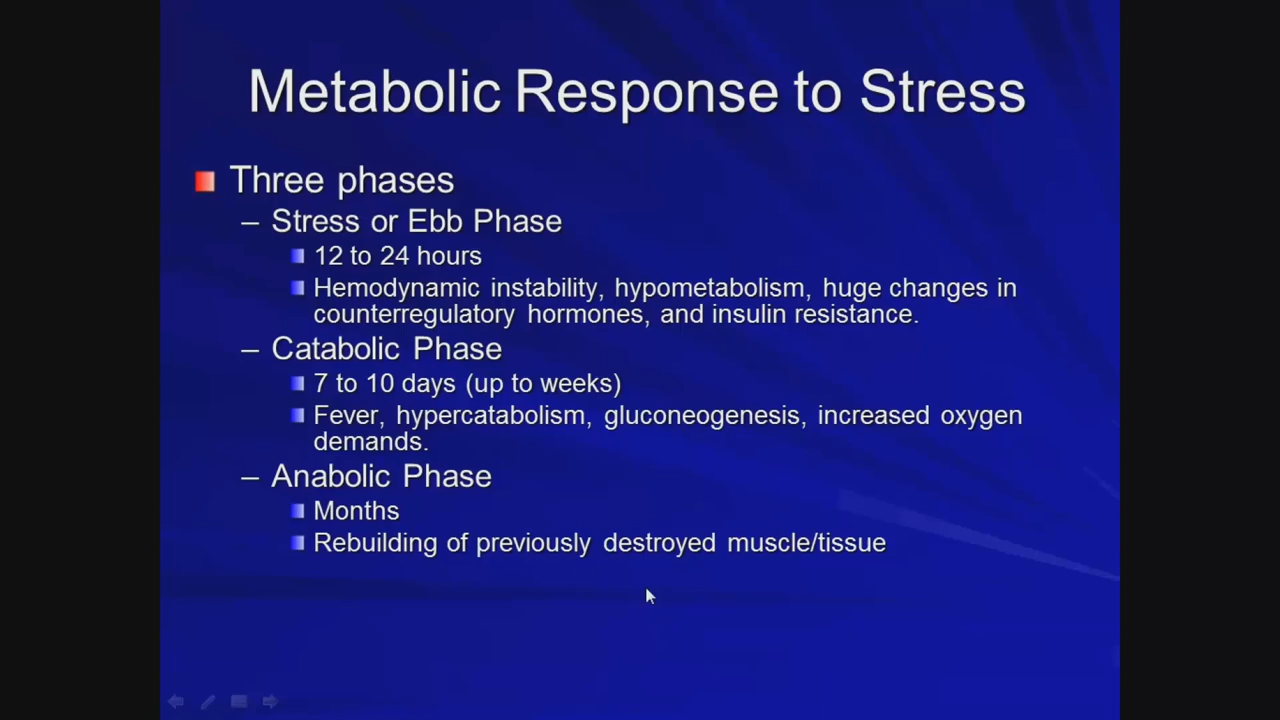 Metabolic Response to Stress
Three phases
– Stress or Ebb Phase
12 to 24 hours
Hemodynamic instability, hypometabolism, huge changes in
counterregulatory hormones, and insulin resistance.
– Catabolic Phase
7 to 10 days (up to weeks)
Fever, hypercatabolism, gluconeogenesis, increased oxygen
demands.
– Anabolic Phase
Months
Rebuilding of previously destroyed muscle/tissue